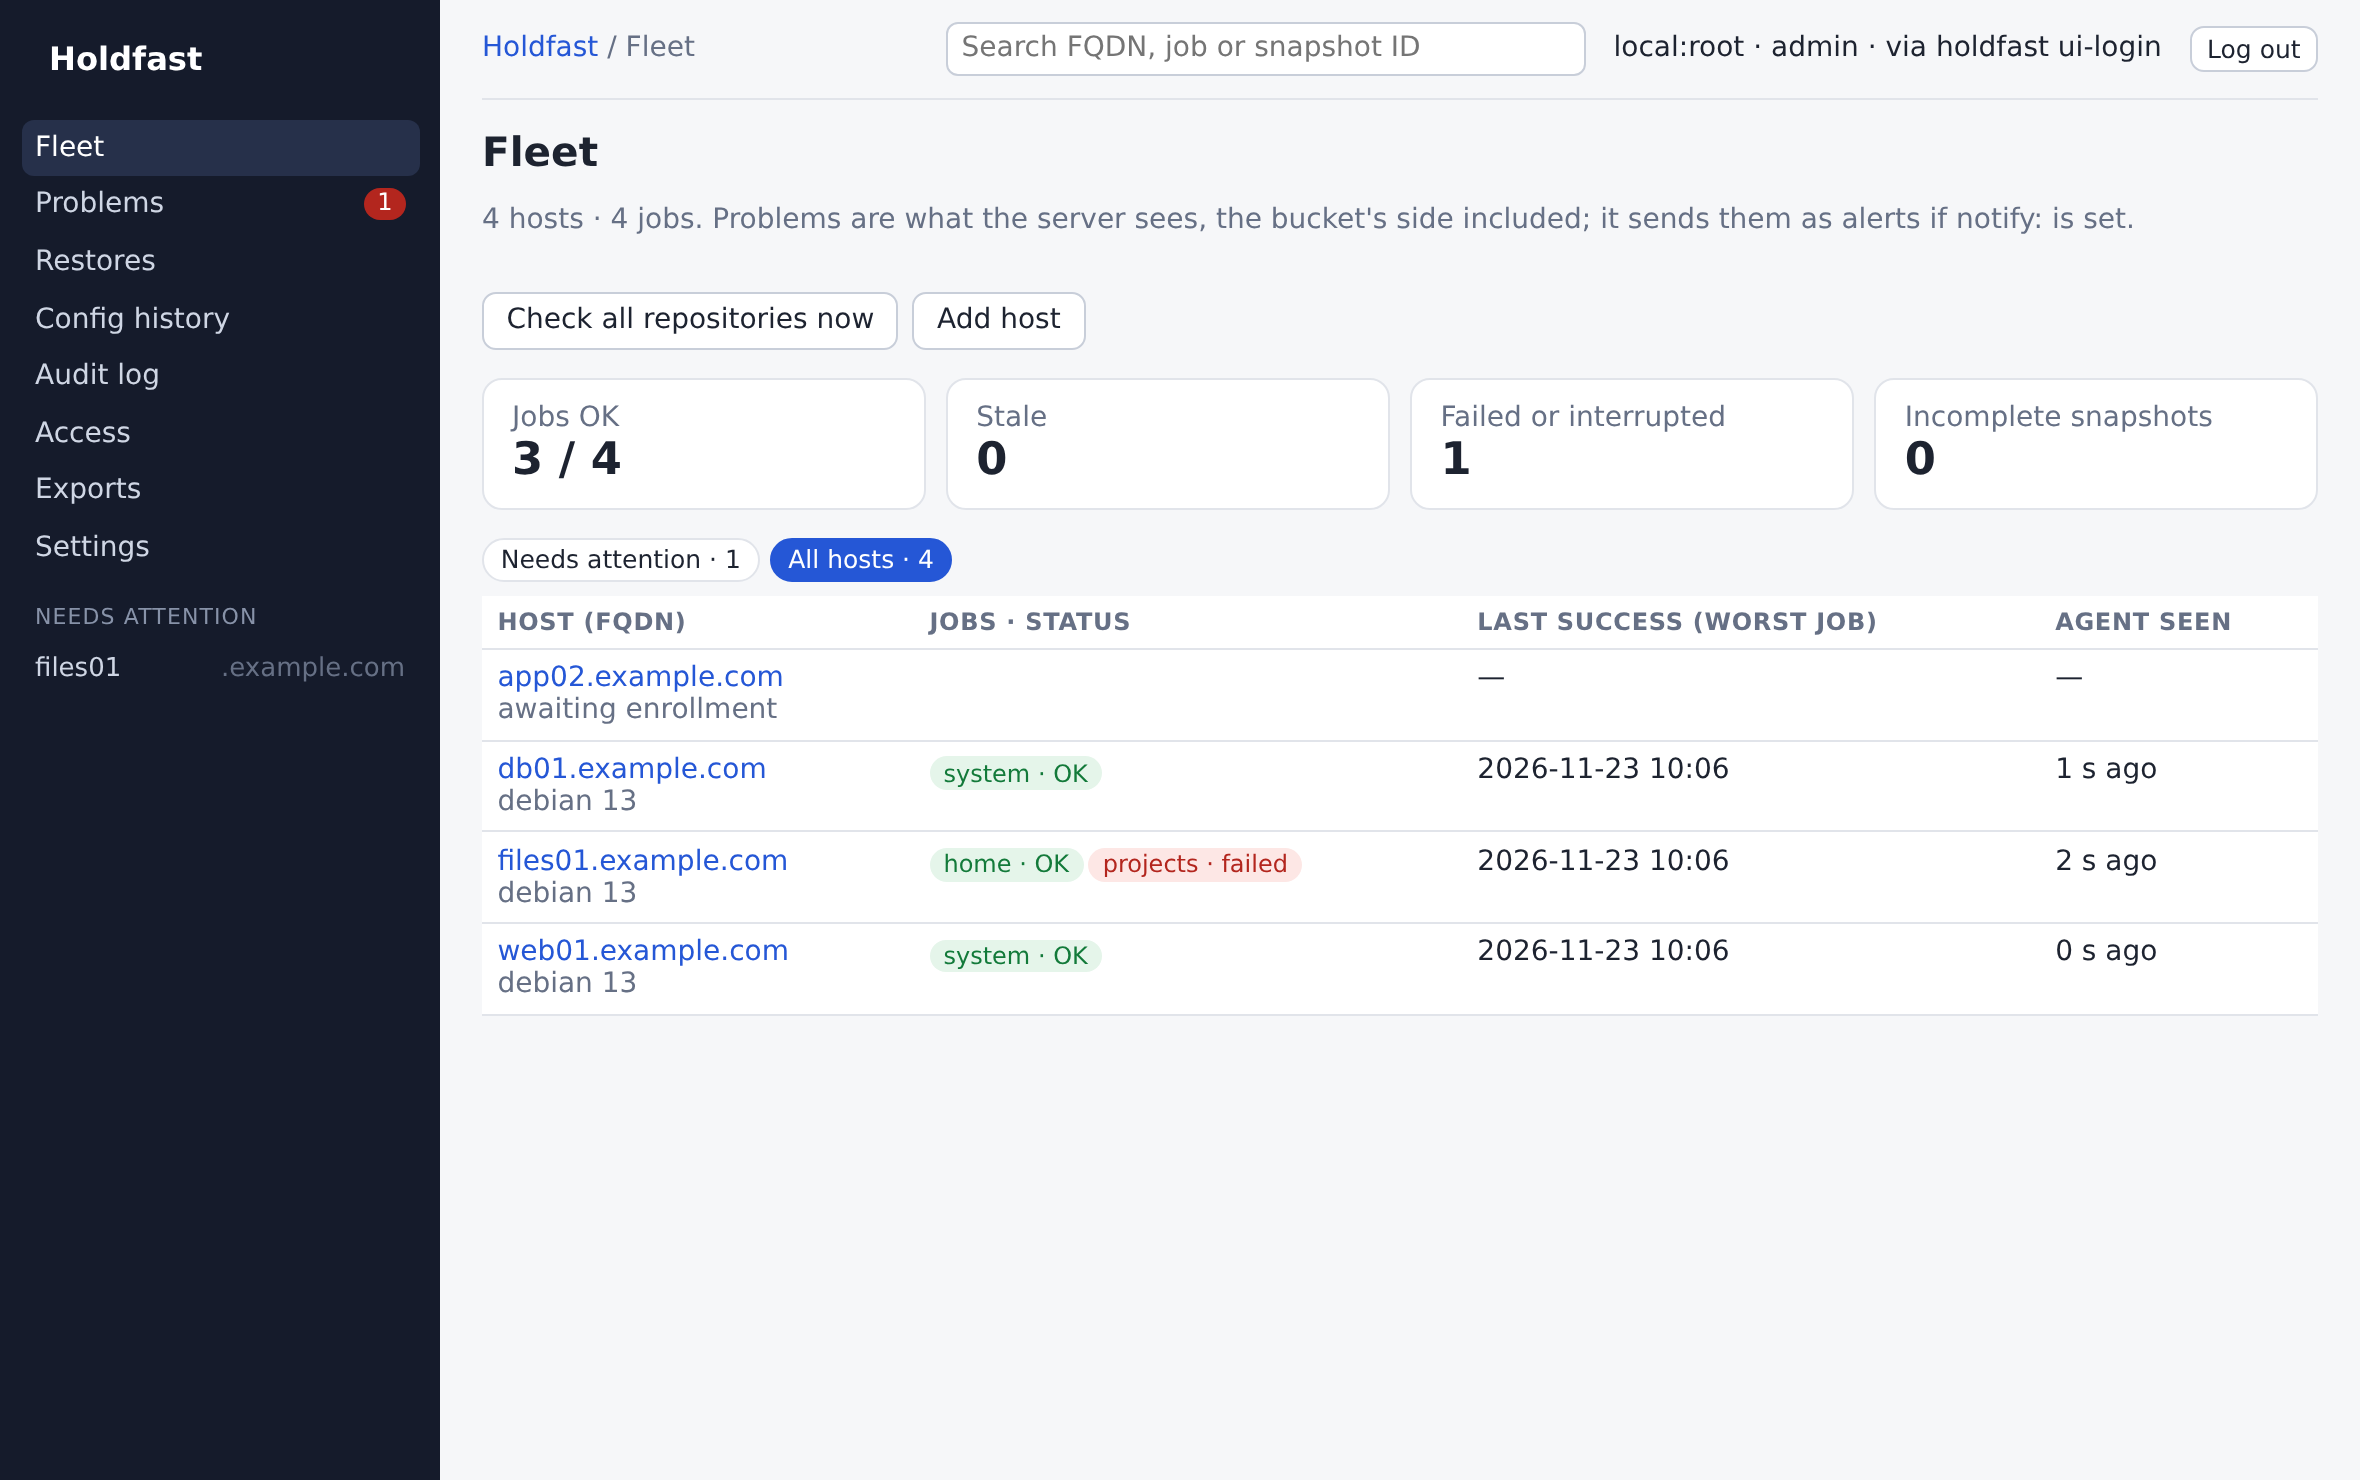 Holdfast
Fleet
Problems 1
Restores
Config history
Audit log
Access
Exports
Settings
NEEDS ATTENTION
files01 .example.com
Holdfast / Fleet
Search FQDN, job or snapshot ID
local:root · admin · via holdfast ui-login
Log out
Fleet
4 hosts · 4 jobs. Problems are what the server sees, the bucket's side included; it sends them as alerts if notify: is set.
Check all repositories now
Add host
Jobs OK
3 / 4
Stale
0
Failed or interrupted
1
Incomplete snapshots
0
Needs attention · 1
All hosts · 4
HOST (FQDN) JOBS · STATUS LAST SUCCESS (WORST JOB) AGENT SEEN
app02.example.com — —
awaiting enrollment
db01.example.com system · OK 2026-11-23 10:06 1 s ago
debian 13
files01.example.com home · OK projects · failed 2026-11-23 10:06 2 s ago
debian 13
web01.example.com system · OK 2026-11-23 10:06 0 s ago
debian 13